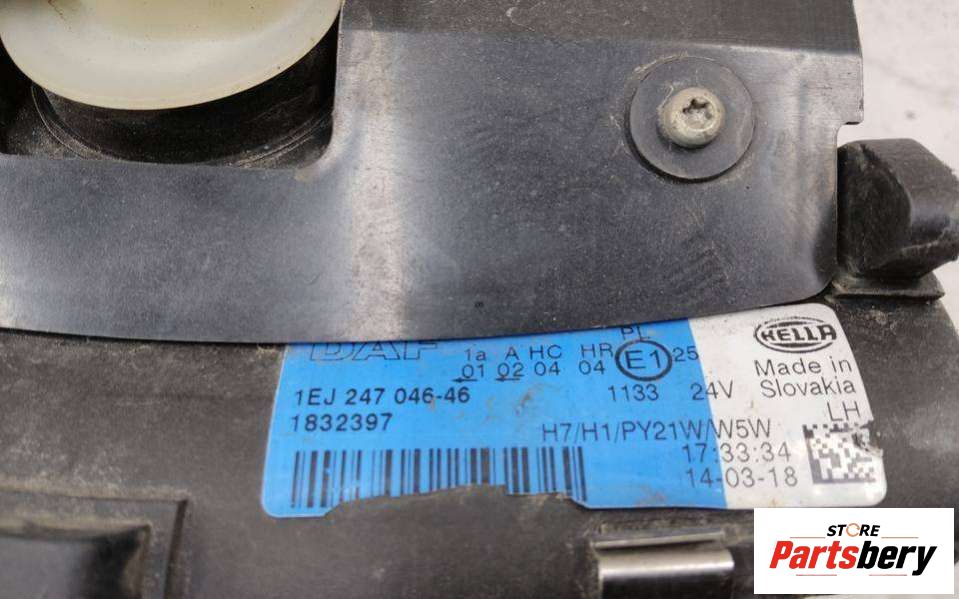 DAF
1a A HC HR PL
01 02 04 04 E1 25
1EJ 247 046-46
1133 24V
1832397
H7/H1/PY21W/W5W
17:33:34
14-03-18
HELLA
Made in
Slovakia
LH
STORE
Partsbery